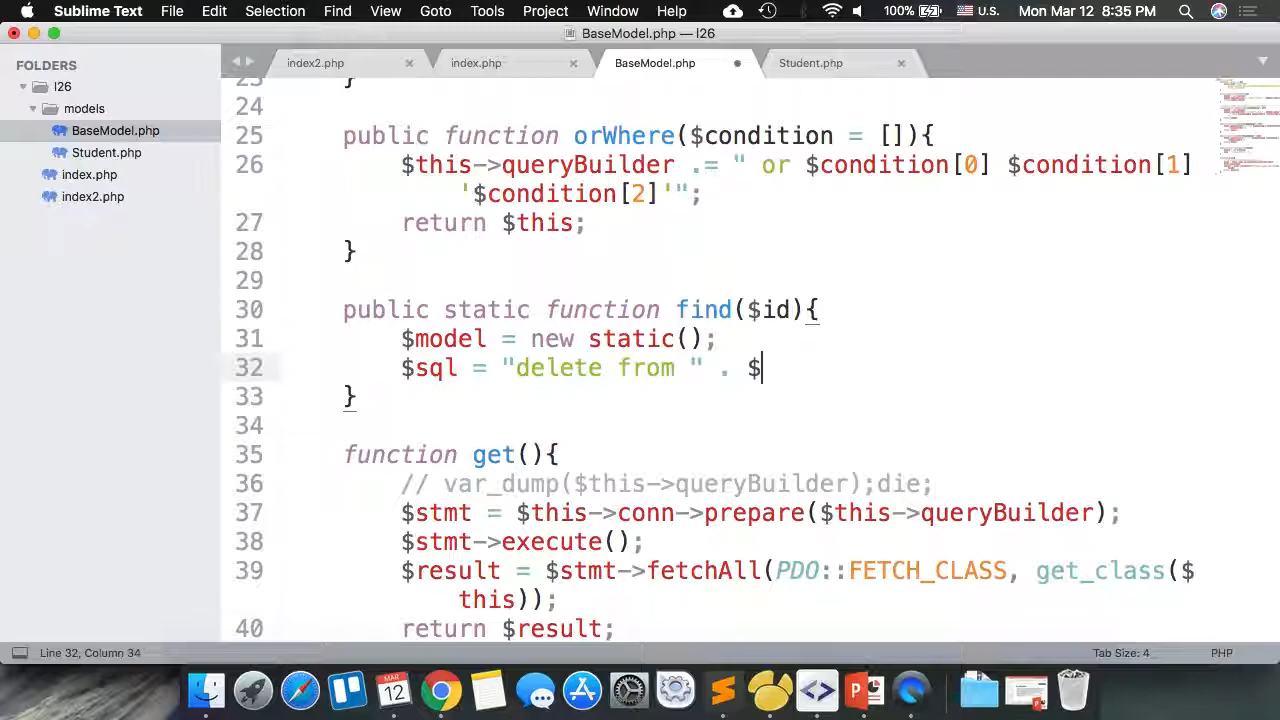 Sublime Text File Edit Selection Find View Goto Tools Project Window Help 100% U.S. Mon Mar 12 8:35 PM
BaseModel.php — l26
FOLDERS
l26
models
BaseModel.php
Student.php
index.php
index2.php
index2.php index.php BaseModel.php Student.php
23 }
24
25 public function orWhere($condition = []){
26 $this->queryBuilder .= " or $condition[0] $condition[1]
'$condition[2]'";
27 return $this;
28 }
29
30 public static function find($id){
31 $model = new static();
32 $sql = "delete from " . $
33 }
34
35 function get(){
36 // var_dump($this->queryBuilder);die;
37 $stmt = $this->conn->prepare($this->queryBuilder);
38 $stmt->execute();
39 $result = $stmt->fetchAll(PDO::FETCH_CLASS, get_class($
this));
40 return $result;
Line 32, Column 34 Tab Size: 4 PHP
MAR
12